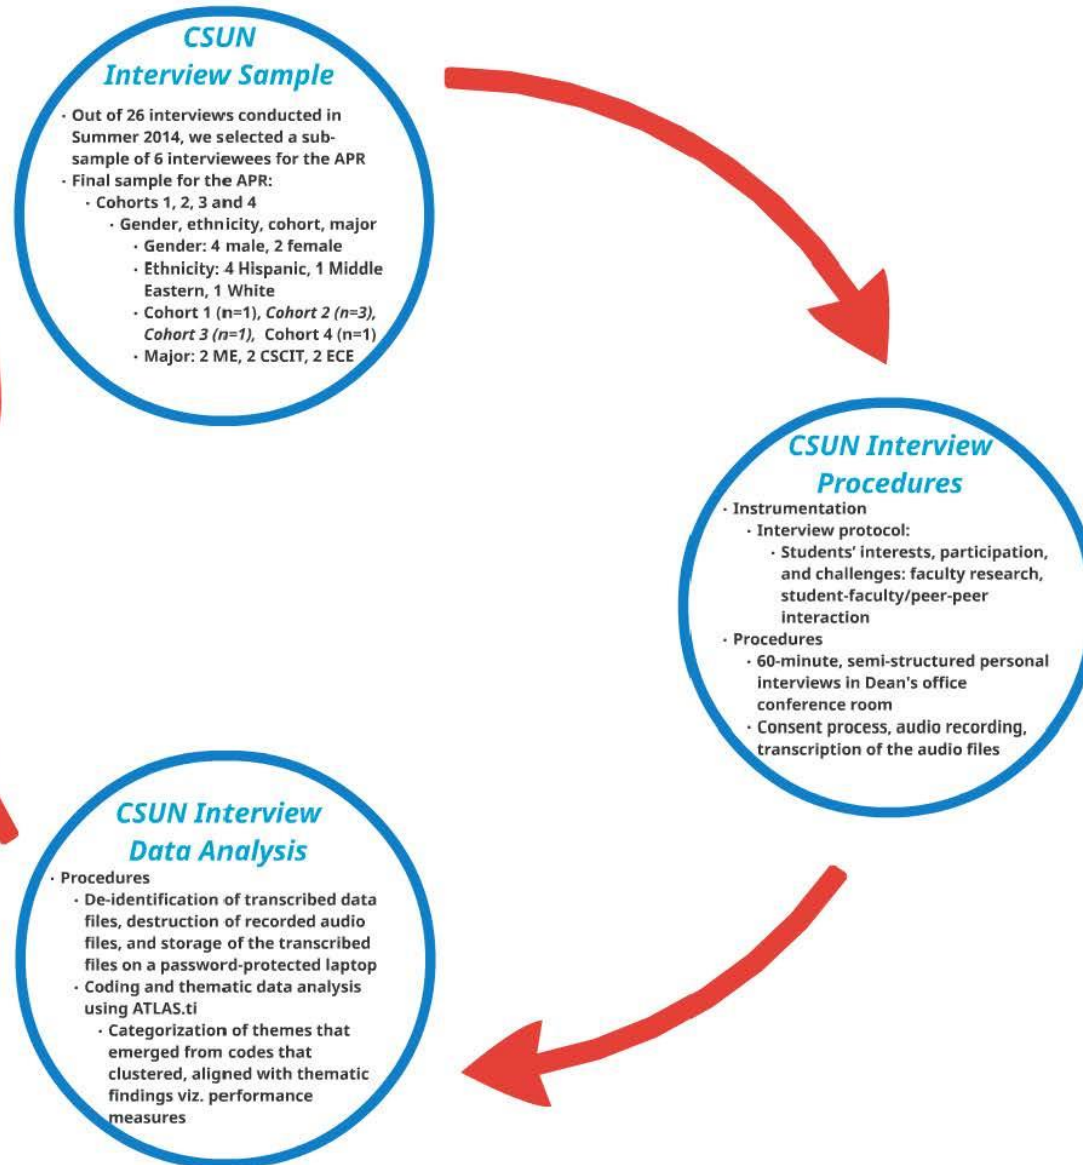 CSUN
Interview Sample
· Out of 26 interviews conducted in
Summer 2014, we selected a sub-
sample of 6 interviewees for the APR
· Final sample for the APR:
· Cohorts 1, 2, 3 and 4
· Gender, ethnicity, cohort, major
· Gender: 4 male, 2 female
· Ethnicity: 4 Hispanic, 1 Middle
Eastern, 1 White
· Cohort 1 (n=1), Cohort 2 (n=3),
Cohort 3 (n=1), Cohort 4 (n=1)
· Major: 2 ME, 2 CSCIT, 2 ECE
CSUN Interview
Procedures
· Instrumentation
· Interview protocol:
· Students' interests, participation,
and challenges: faculty research,
student-faculty/peer-peer
interaction
· Procedures
· 60-minute, semi-structured personal
interviews in Dean's office
conference room
· Consent process, audio recording,
transcription of the audio files
CSUN Interview
Data Analysis
· Procedures
· De-identification of transcribed data
files, destruction of recorded audio
files, and storage of the transcribed
files on a password-protected laptop
· Coding and thematic data analysis
using ATLAS.ti
· Categorization of themes that
emerged from codes that
clustered, aligned with thematic
findings viz. performance
measures